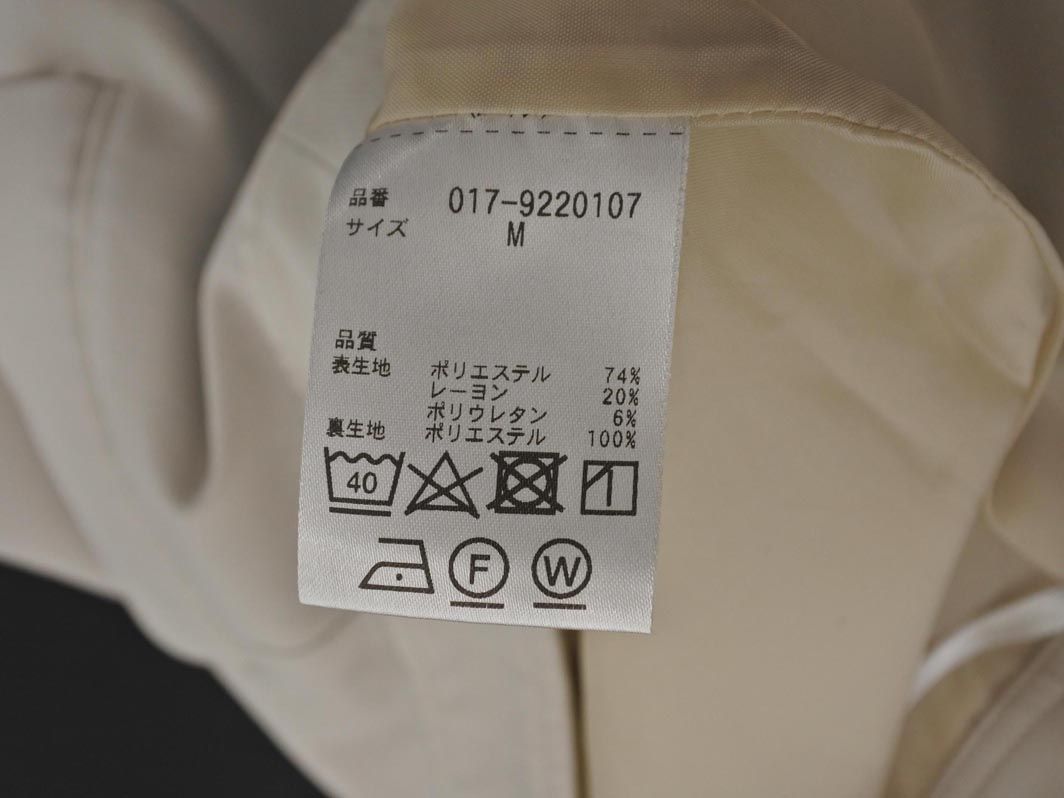 品番 017-9220107
サイズ M
品質
表生地 ポリエステル 74%
レーヨン 20%
ポリウレタン 6%
裏生地 ポリエステル 100%
40
F W